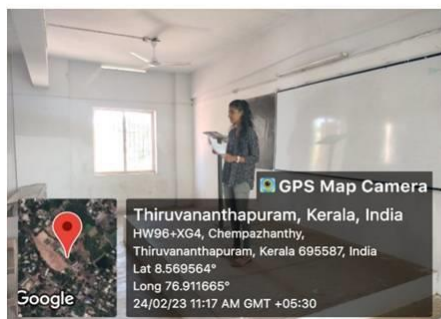 GPS Map Camera
Thiruvananthapuram, Kerala, India
HW96+XG4, Chempazhanthy,
Thiruvananthapuram, Kerala 695587, India
Lat 8.569564°
Long 76.911665°
24/02/23 11:17 AM GMT +05:30
Google